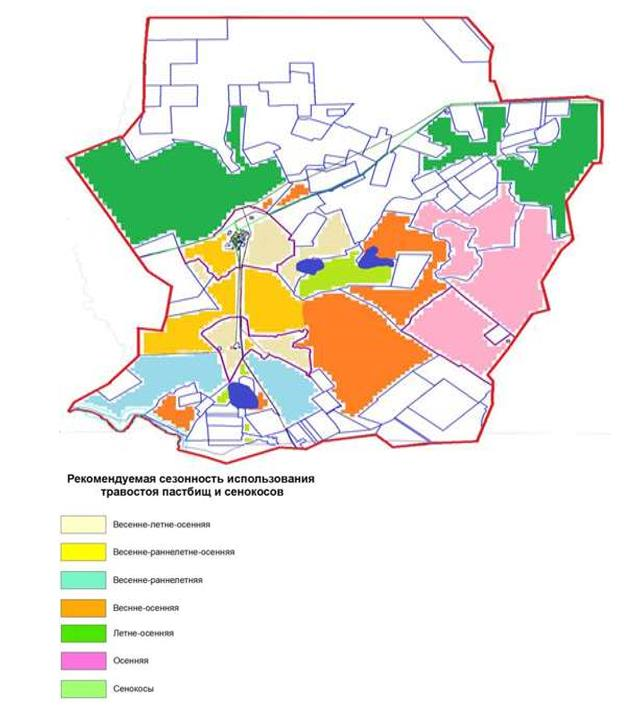 Рекомендуемая сезонность использования
травостоя пастбищ и сенокосов
Весенне-летне-осенняя
Весенне-раннелетне-осенняя
Весенне-раннелетняя
Веснне-осенняя
Летне-осенняя
Осенняя
Сенокосы